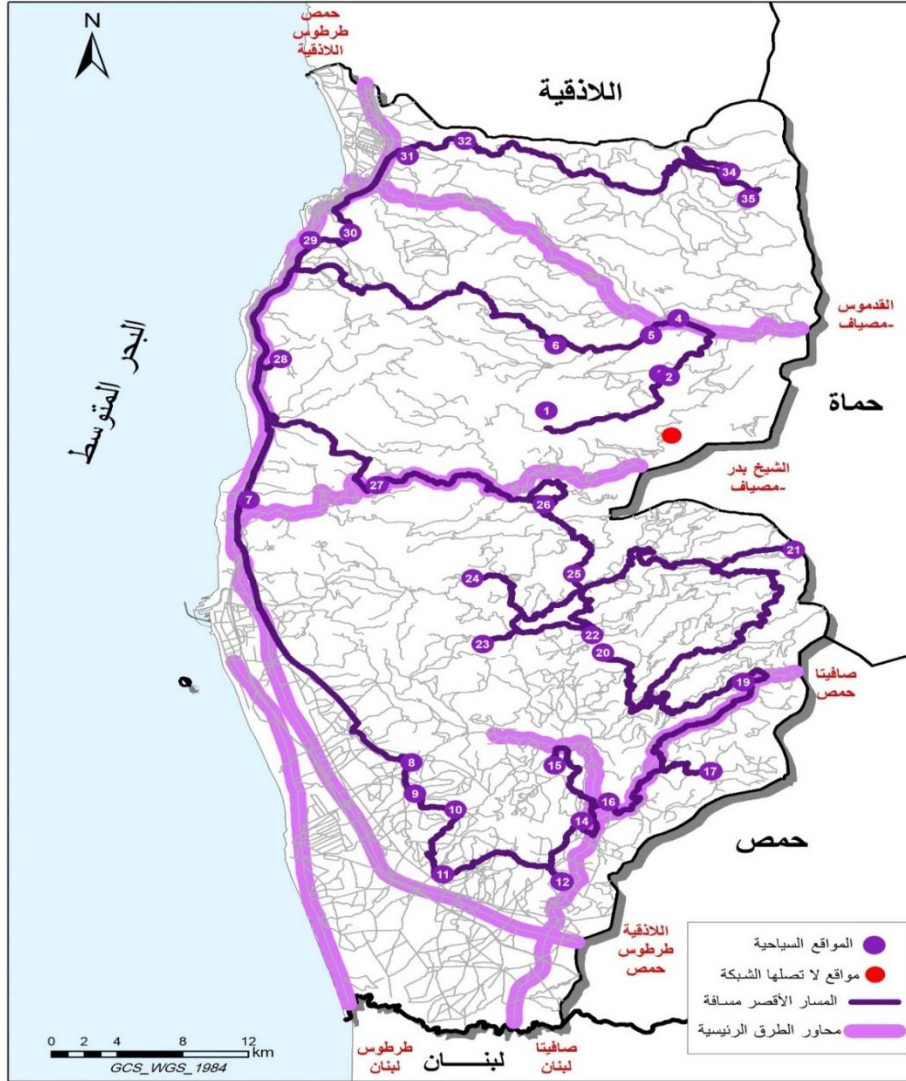 N
حمص
طرطوس
اللاذقية
اللاذقية
32
31
34
35
30
29
القدموس
-مصياف
4
5
6
28
2
البحر المتوسط
1
حماة
الشيخ بدر
-مصياف
27
7
26
21
25
24
22
23
20
صافيتا
حمص
19
8
15
17
9
16
10
14
حمص
11
12
اللاذقية
طرطوس
حمص
المواقع السياحية
مواقع لا تصلها الشبكة
المسار الأقصر مسافة
محاور الطرق الرئيسية
0 2 4 8 12
km
GCS_WGS_1984
طرطوس
لبنان
لبنــان
صافيتا
لبنان